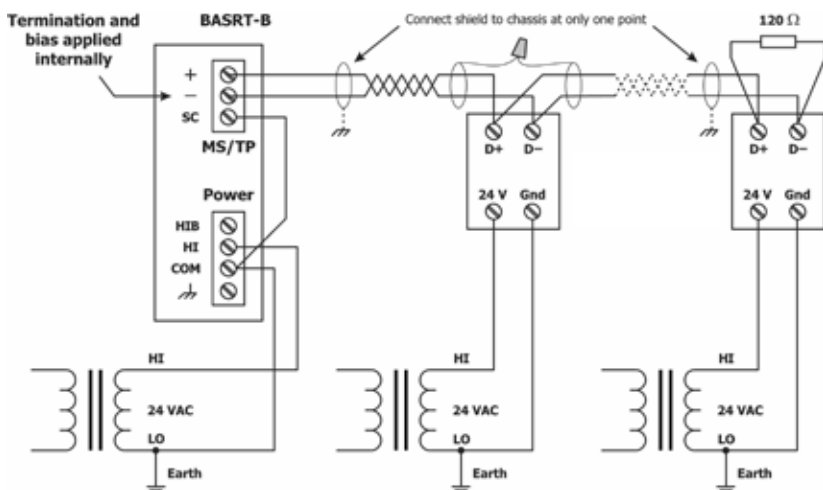 Termination and
bias applied
internally
BASRT-B
Connect shield to chassis at only one point
120 Ω
+
−
SC
MS/TP
D+ D−
D+ D−
Power
24 V Gnd
24 V Gnd
HIB
HI
COM
HI
24 VAC
LO
Earth
HI
24 VAC
LO
Earth
HI
24 VAC
LO
Earth